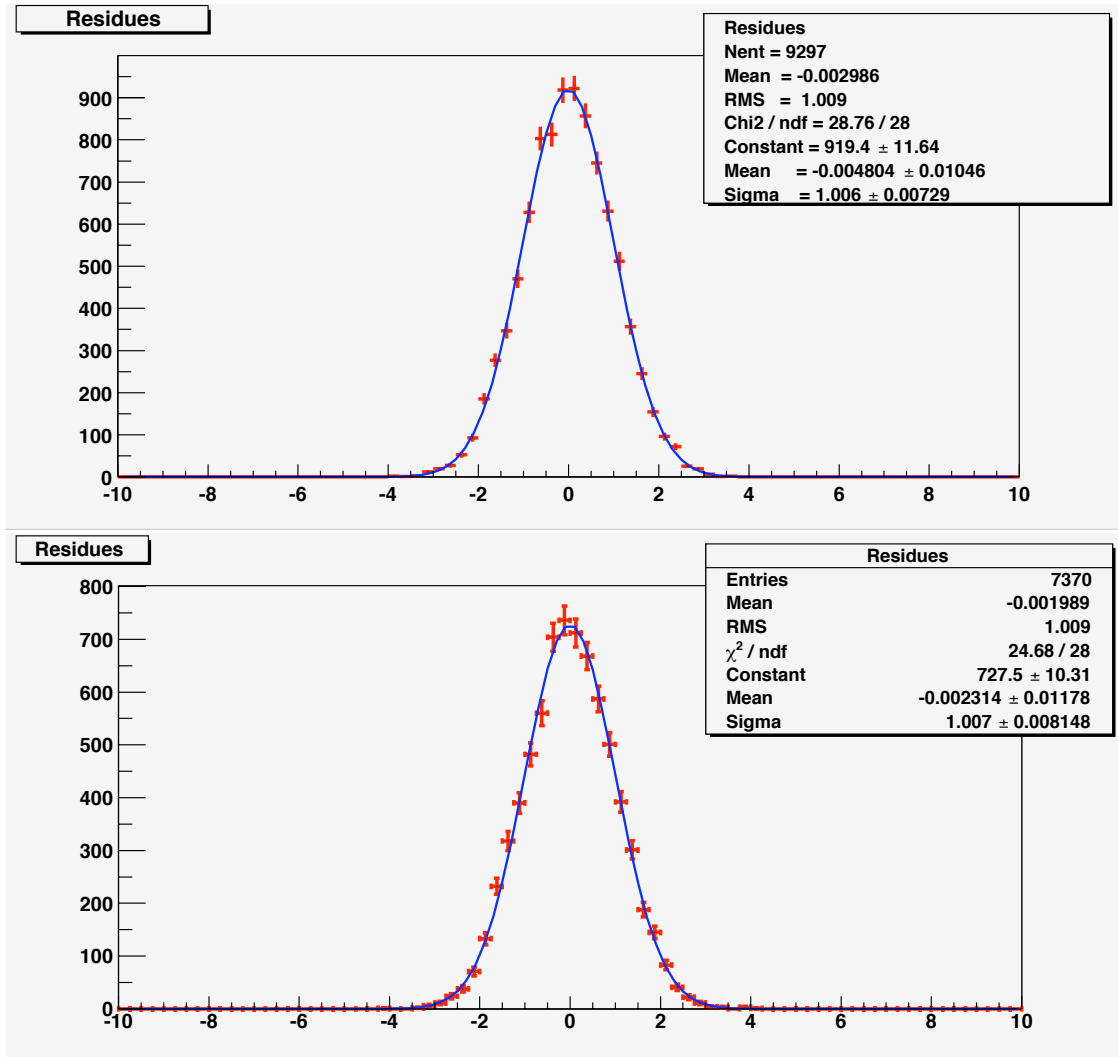 Residues
Residues
Nent = 9297
Mean = -0.002986
RMS = 1.009
Chi2 / ndf = 28.76 / 28
Constant = 919.4 ± 11.64
Mean = -0.004804 ± 0.01046
Sigma = 1.006 ± 0.00729
900
800
700
600
500
400
300
200
100
0
-10 -8 -6 -4 -2 0 2 4 6 8 10
Residues
Residues
Entries 7370
Mean -0.001989
RMS 1.009
χ² / ndf 24.68 / 28
Constant 727.5 ± 10.31
Mean -0.002314 ± 0.01178
Sigma 1.007 ± 0.008148
800
700
600
500
400
300
200
100
0
-10 -8 -6 -4 -2 0 2 4 6 8 10